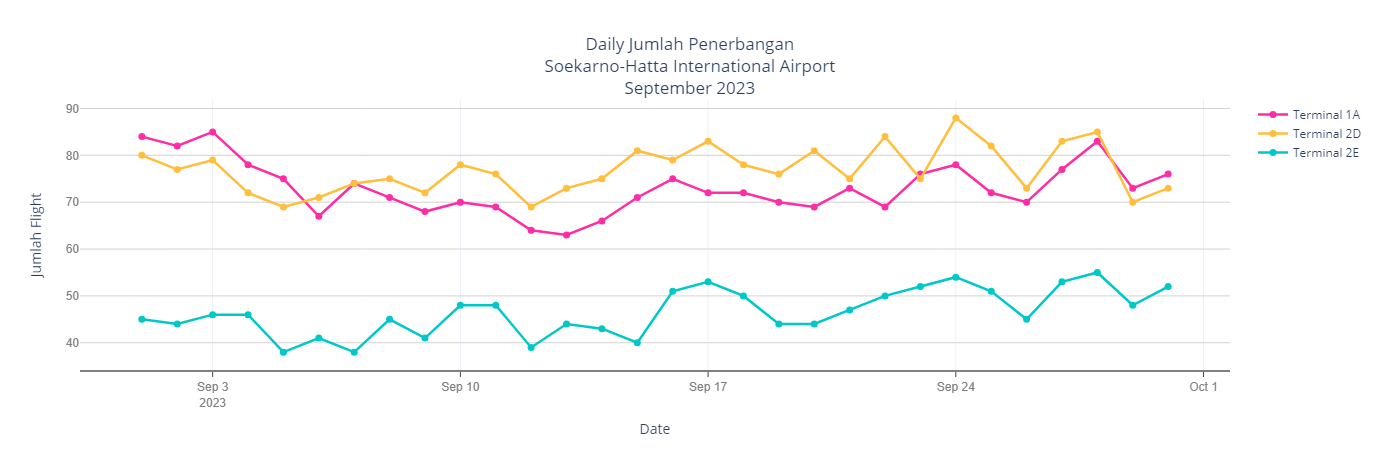 Daily Jumlah Penerbangan
Soekarno-Hatta International Airport
September 2023
90
80
70
60
50
40
Jumlah Flight
Sep 3
2023
Sep 10
Sep 17
Sep 24
Oct 1
Date
Terminal 1A
Terminal 2D
Terminal 2E